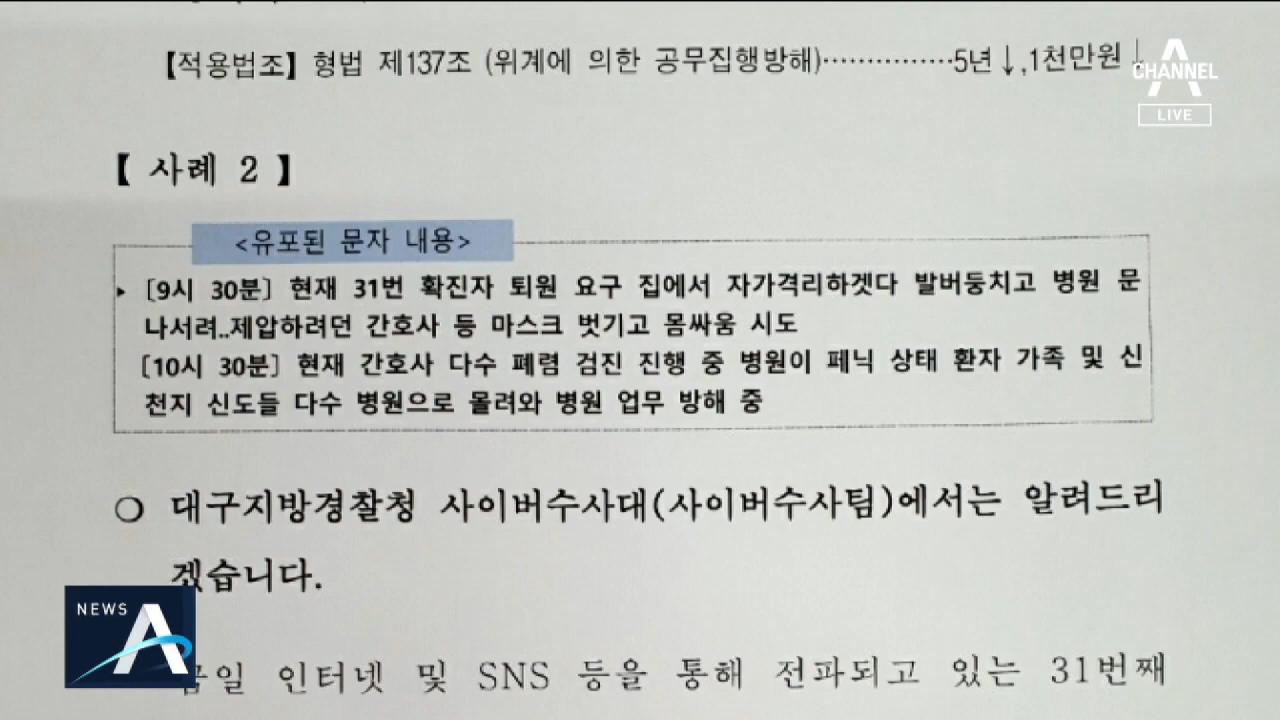 【적용법조】 형법 제137조 (위계에 의한 공무집행방해)················5년↓,1천만원↓
CHANNEL A
LIVE
【 사례 2 】
<유포된 문자 내용>
▸ [9시 30분] 현재 31번 확진자 퇴원 요구 집에서 자가격리하겟다 발버둥치고 병원 문
나서려..제압하려던 간호사 등 마스크 벗기고 몸싸움 시도
[10시 30분] 현재 간호사 다수 폐렴 검진 진행 중 병원이 페닉 상태 환자 가족 및 신
천지 신도들 다수 병원으로 몰려와 병원 업무 방해 중
○ 대구지방경찰청 사이버수사대(사이버수사팀)에서는 알려드리
겠습니다.
NEWS A
인터넷 및 SNS 등을 통해 전파되고 있는 31번째